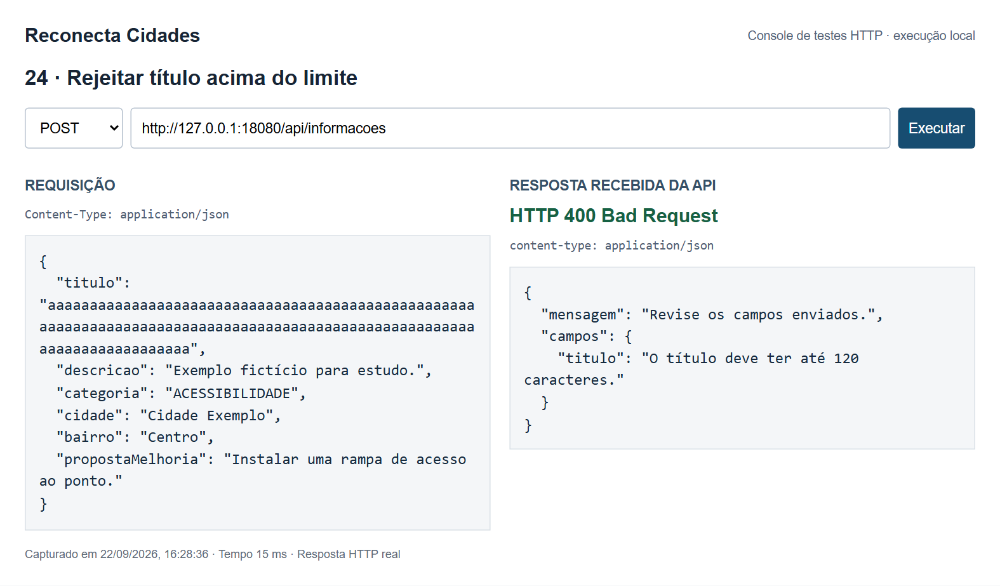 Reconecta Cidades
Console de testes HTTP · execução local
24 · Rejeitar título acima do limite
POST
http://127.0.0.1:18080/api/informacoes
Executar
REQUISIÇÃO
Content-Type: application/json
{
"titulo":
"aaaaaaaaaaaaaaaaaaaaaaaaaaaaaaaaaaaaaaaaaaaaaaaaaaa
aaaaaaaaaaaaaaaaaaaaaaaaaaaaaaaaaaaaaaaaaaaaaaaaaaaa
aaaaaaaaaaaaaaaaaa",
"descricao": "Exemplo fictício para estudo.",
"categoria": "ACESSIBILIDADE",
"cidade": "Cidade Exemplo",
"bairro": "Centro",
"propostaMelhoria": "Instalar uma rampa de acesso
ao ponto."
}
RESPOSTA RECEBIDA DA API
HTTP 400 Bad Request
content-type: application/json
{
"mensagem": "Revise os campos enviados.",
"campos": {
"titulo": "O título deve ter até 120
caracteres."
}
}
Capturado em 22/09/2026, 16:28:36 · Tempo 15 ms · Resposta HTTP real